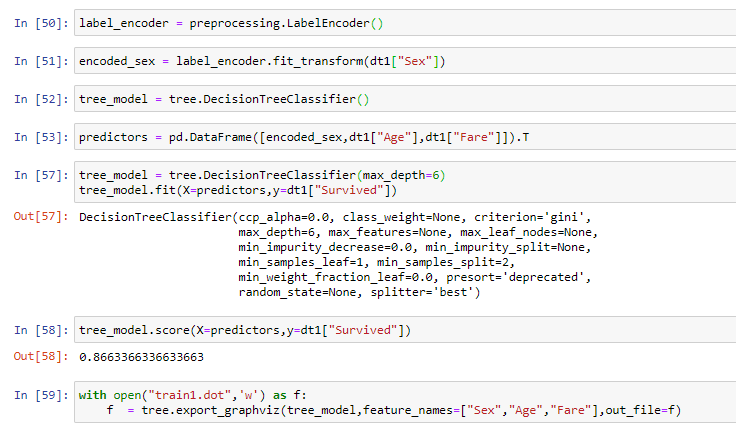 In [50]: label_encoder = preprocessing.LabelEncoder()
In [51]: encoded_sex = label_encoder.fit_transform(dt1["Sex"])
In [52]: tree_model = tree.DecisionTreeClassifier()
In [53]: predictors = pd.DataFrame([encoded_sex,dt1["Age"],dt1["Fare"]]).T
In [57]: tree_model = tree.DecisionTreeClassifier(max_depth=6)
tree_model.fit(X=predictors,y=dt1["Survived"])
Out[57]: DecisionTreeClassifier(ccp_alpha=0.0, class_weight=None, criterion='gini',
max_depth=6, max_features=None, max_leaf_nodes=None,
min_impurity_decrease=0.0, min_impurity_split=None,
min_samples_leaf=1, min_samples_split=2,
min_weight_fraction_leaf=0.0, presort='deprecated',
random_state=None, splitter='best')
In [58]: tree_model.score(X=predictors,y=dt1["Survived"])
Out[58]: 0.8663366336633663
In [59]: with open("train1.dot",'w') as f:
f  = tree.export_graphviz(tree_model,feature_names=["Sex","Age","Fare"],out_file=f)